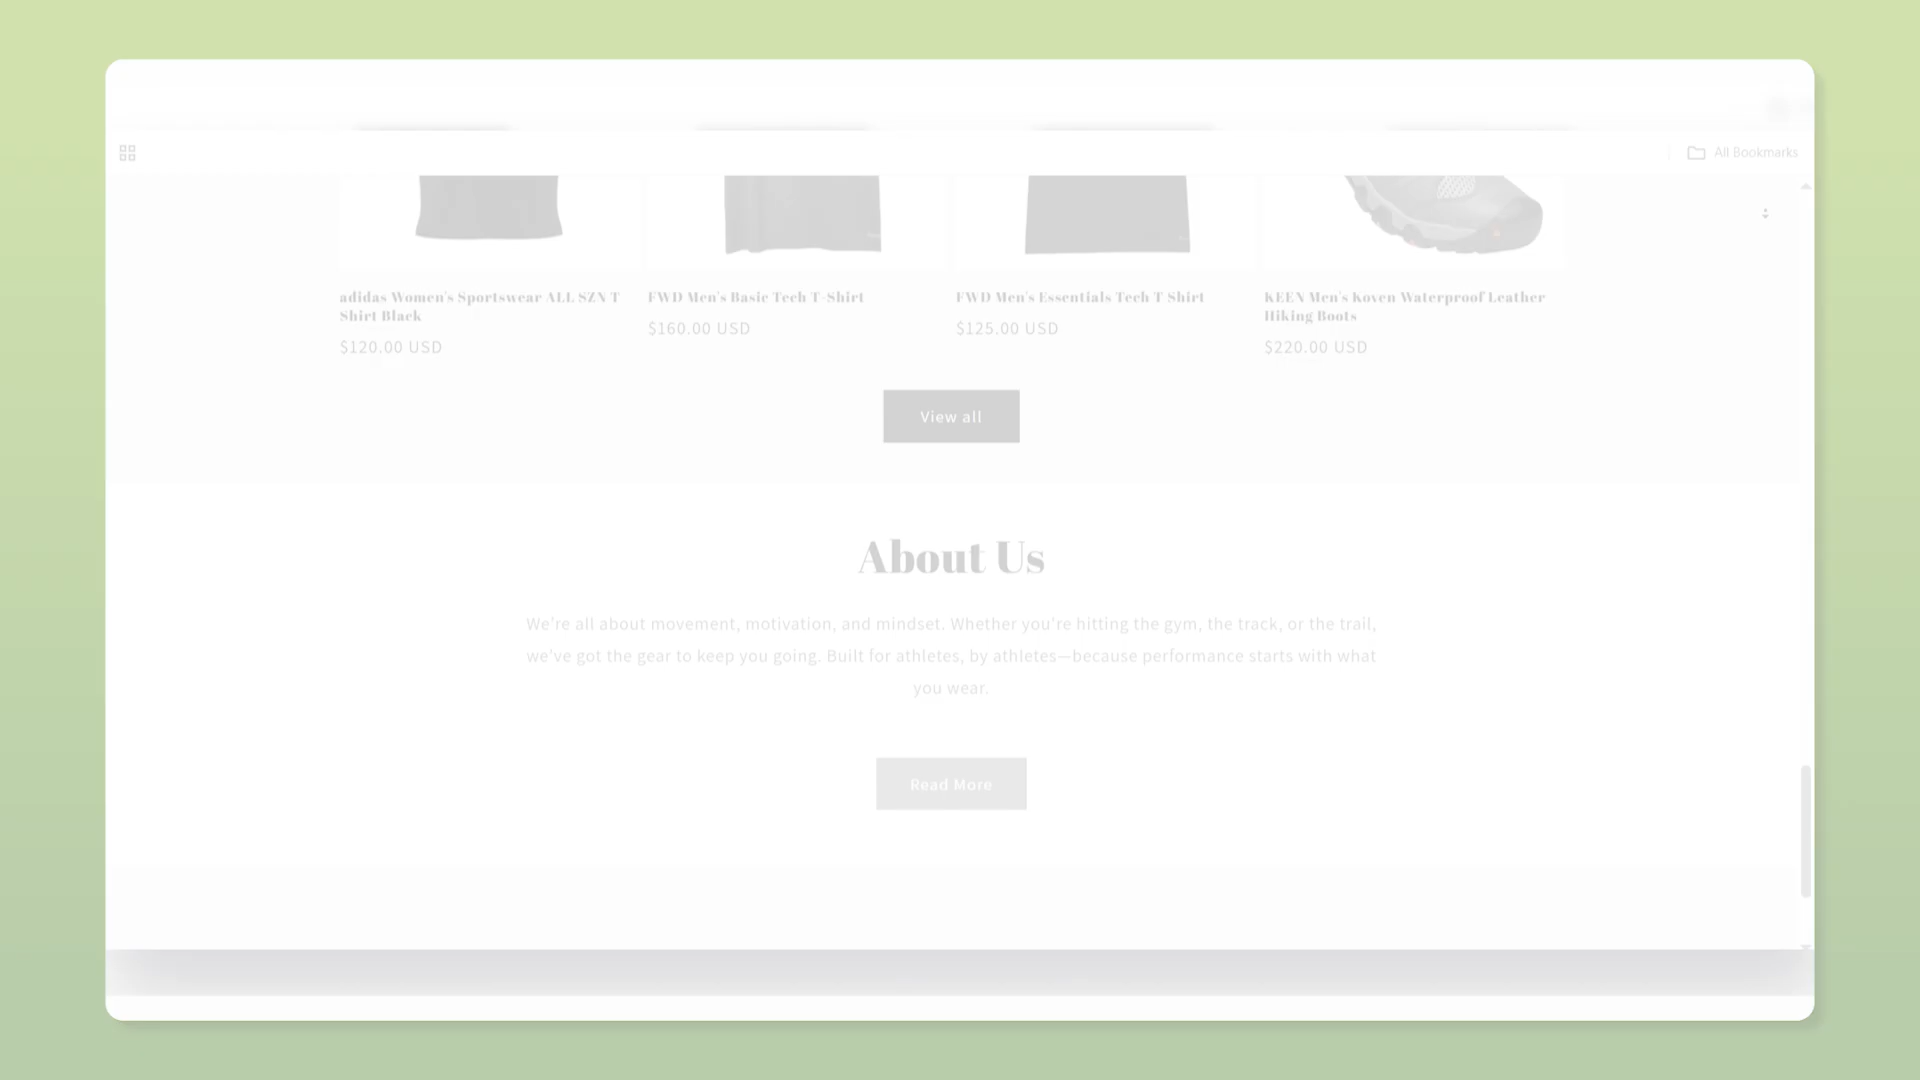 All Bookmarks
adidas Women's Sportswear ALL SZN T
Shirt Black
$120.00 USD
FWD Men's Basic Tech T-Shirt
$160.00 USD
FWD Men's Essentials Tech T Shirt
$125.00 USD
KEEN Men's Koven Waterproof Leather
Hiking Boots
$220.00 USD
View all
About Us
We're all about movement, motivation, and mindset. Whether you're hitting the gym, the track, or the trail,
we've got the gear to keep you going. Built for athletes, by athletes—because performance starts with what
you wear.
Read More